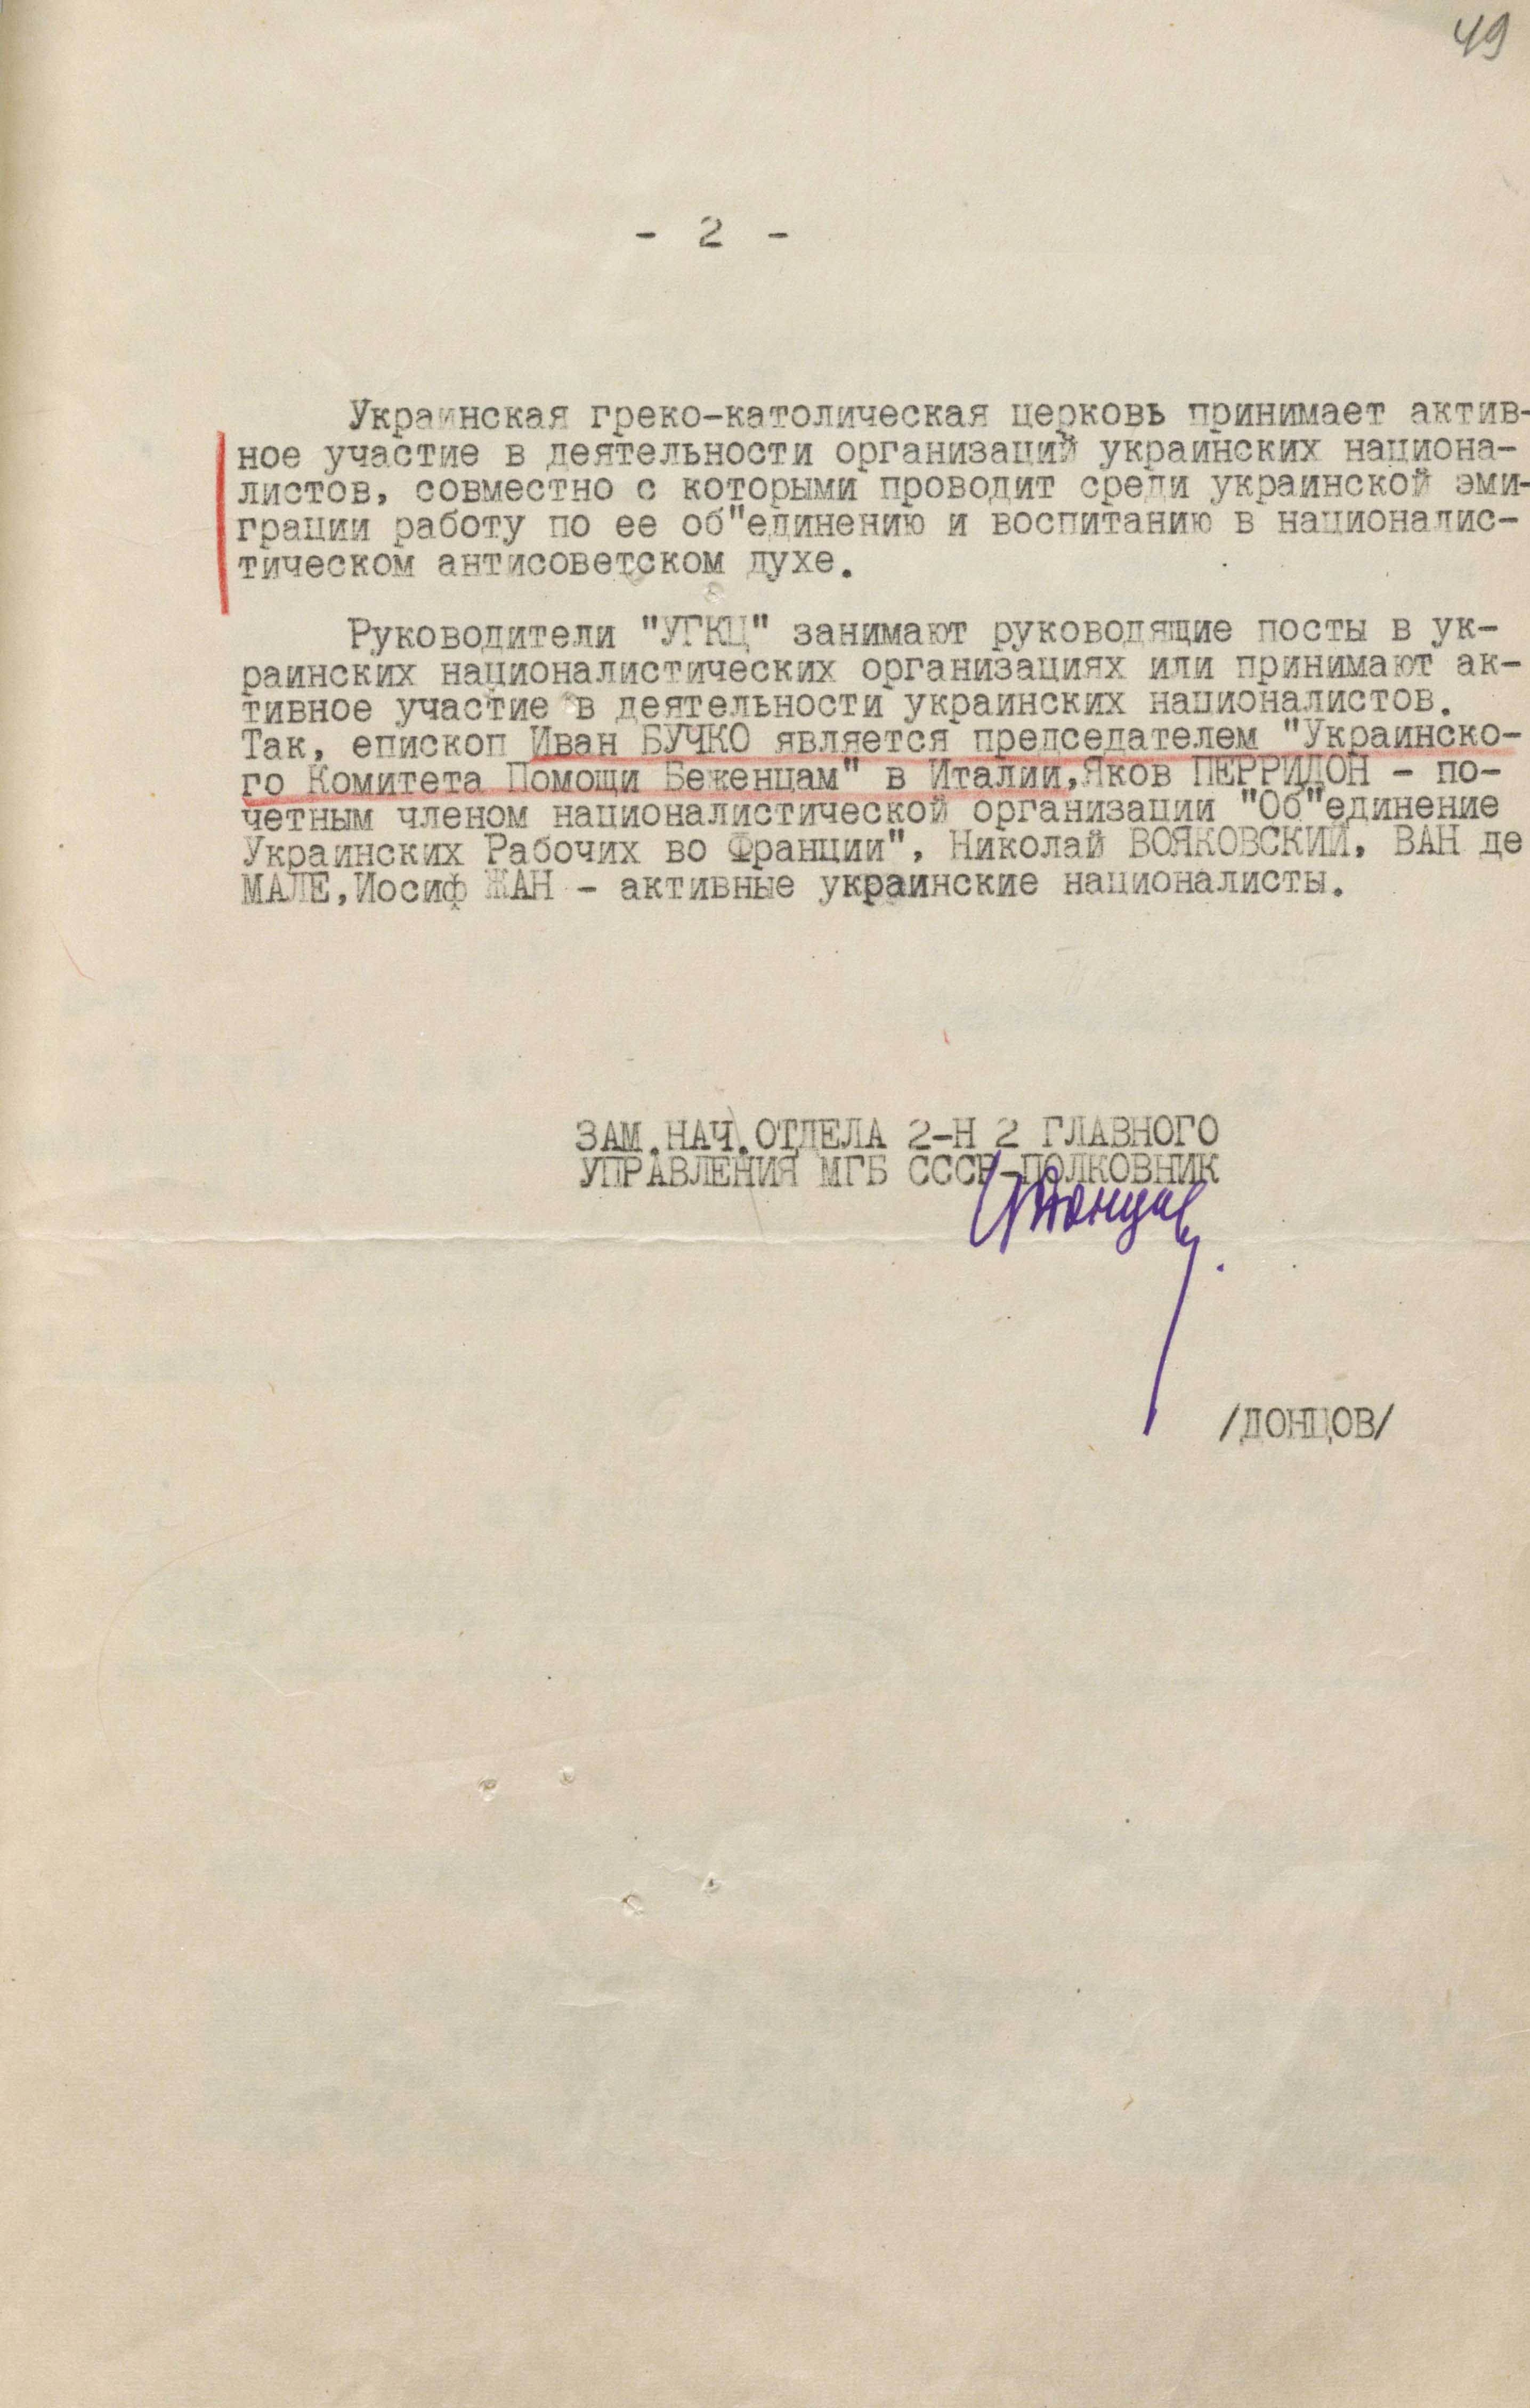 49
- 2 -
Украинская греко-католическая церковь принимает актив-
ное участие в деятельности организаций украинских национа-
листов, совместно с которыми проводит среди украинской эми-
грации работу по ее об"единению и воспитанию в националис-
тическом антисоветском духе.
Руководители "УГКЦ" занимают руководящие посты в ук-
раинских националистических организациях или принимают ак-
тивное участие в деятельности украинских националистов.
Так, епископ Иван БУЧКО является председателем "Украинско-
го Комитета Помощи Беженцам" в Италии, Яков ПЕРРИДОН - по-
четным членом националистической организации "Об"единение
Украинских Рабочих во Франции", Николай ВОЯКОВСКИЙ, ВАН де
МАЛЕ, Иосиф ЖАН - активные украинские националисты.
ЗАМ.НАЧ.ОТДЕЛА 2-Н 2 ГЛАВНОГО
УПРАВЛЕНИЯ МГБ СССР-ПОЛКОВНИК
Донцов
/ДОНЦОВ/